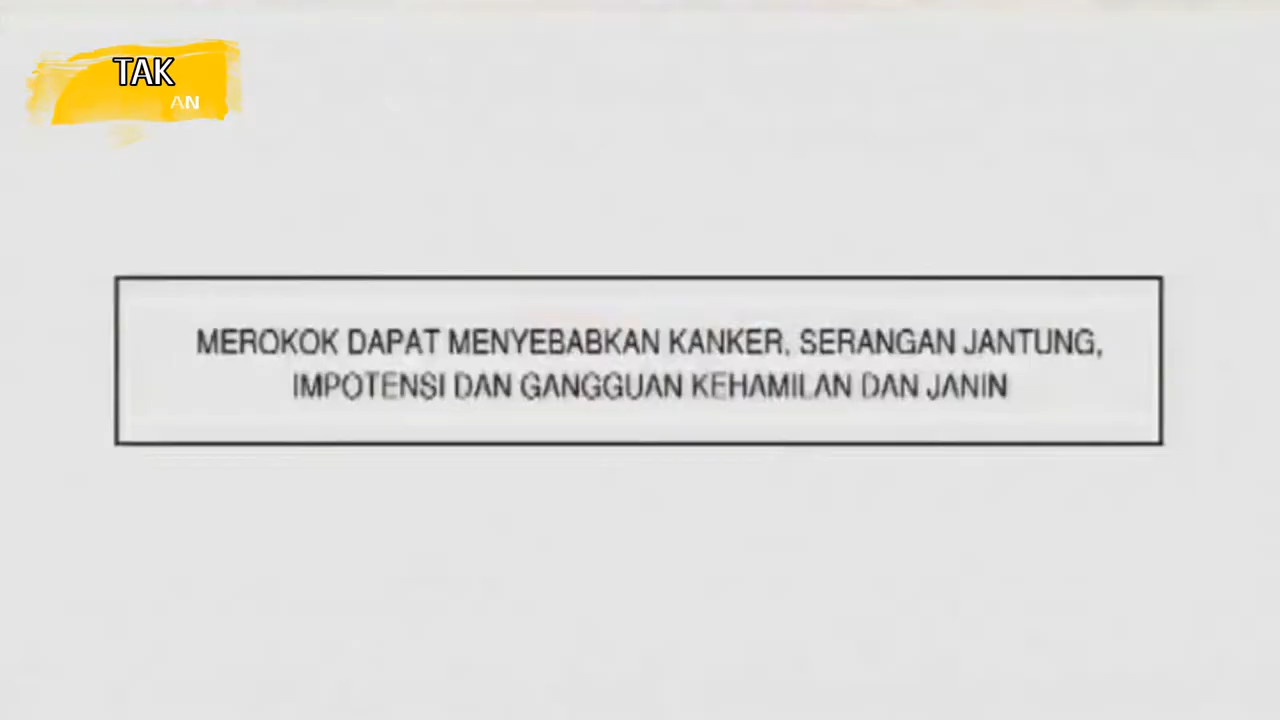 TAK
AN
MEROKOK DAPAT MENYEBABKAN KANKER, SERANGAN JANTUNG,
IMPOTENSI DAN GANGGUAN KEHAMILAN DAN JANIN